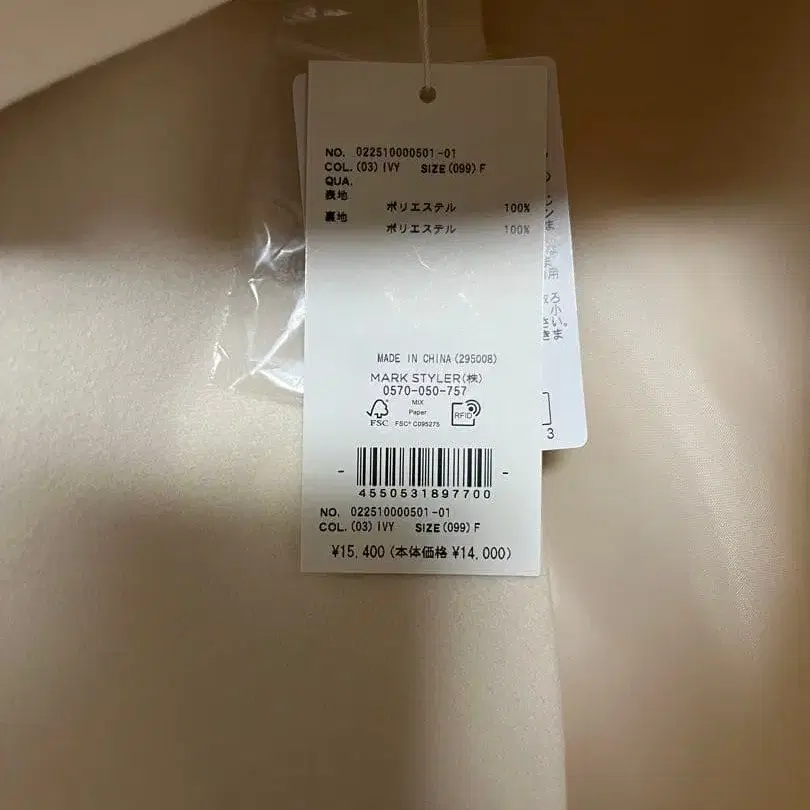 NO. 022510000501-01
COL.(03)IVY SIZE(099)F
QUA.
表地
ポリエステル 100%
裏地
ポリエステル 100%
MADE IN CHINA(295008)
MARK STYLER(株)
0570-050-757
FSC
MIX
Paper
FSC® C095275
RFID
4550531897700
NO. 022510000501-01
COL.(03)IVY SIZE(099)F
¥15,400(本体価格 ¥14,000)
3